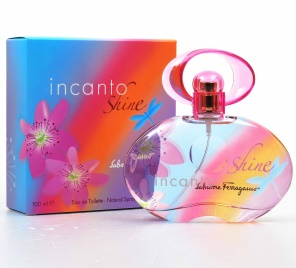 incanto
Shine
100 ml e Eau de Toilette - Natural Spray
Shine
incanto
Salvatore Ferragamo